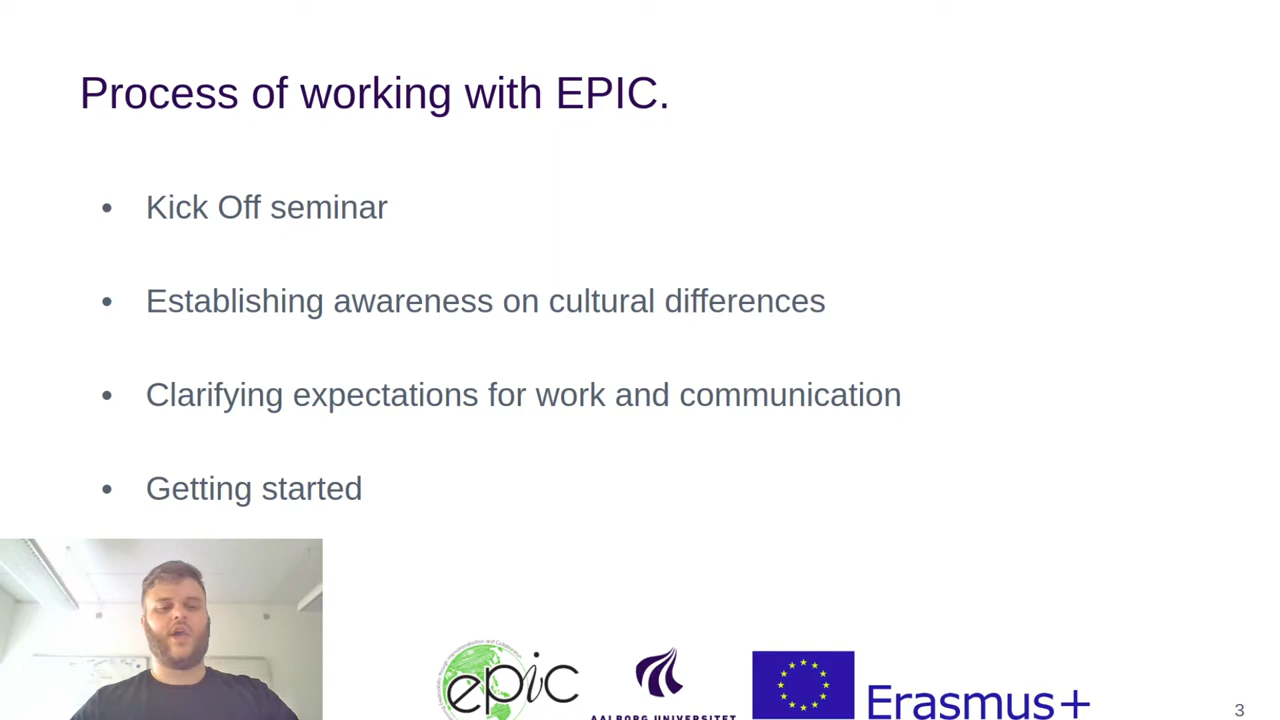 Process of working with EPIC.
• Kick Off seminar
• Establishing awareness on cultural differences
• Clarifying expectations for work and communication
• Getting started
epic
AALBORG UNIVERSITET
Erasmus+
3